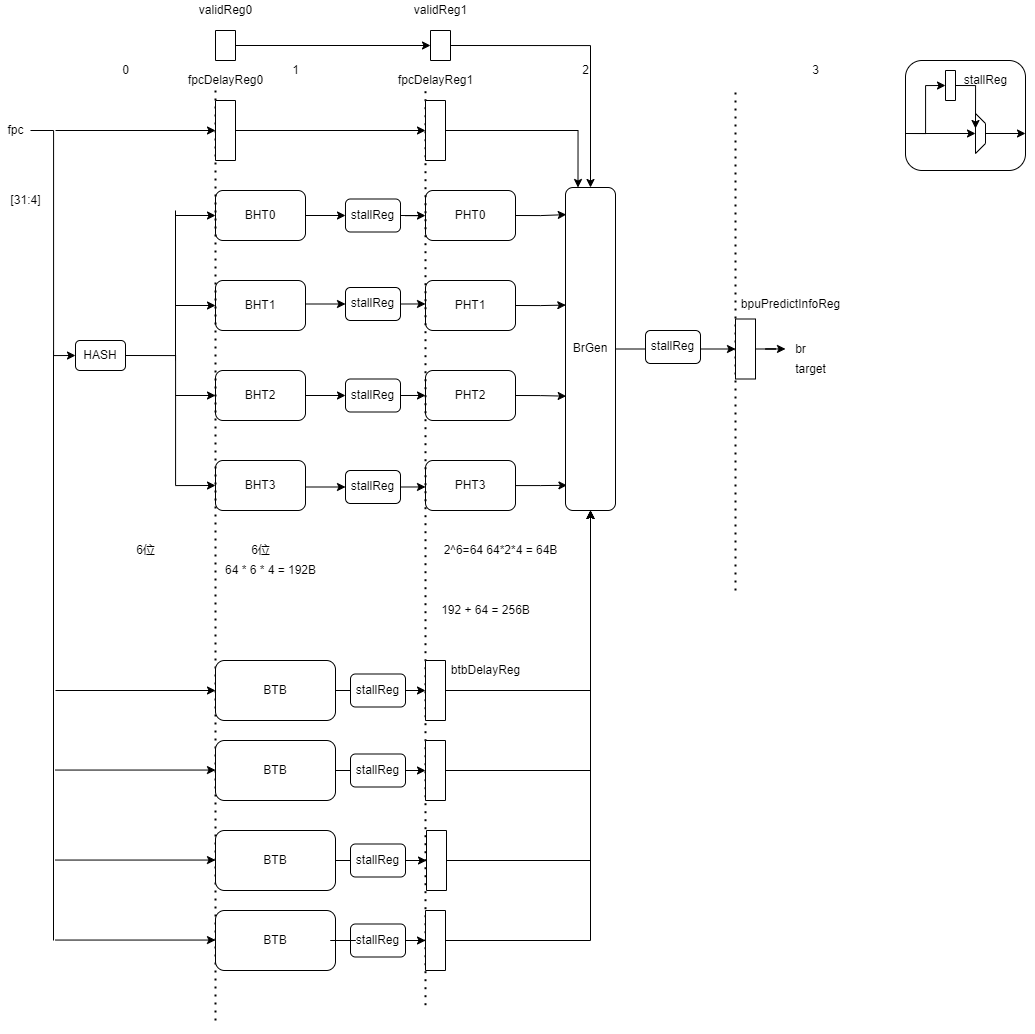 validReg0
validReg1
0
fpcDelayReg0
1
fpcDelayReg1
2
3
stallReg
fpc
[31:4]
BHT0
stallReg
PHT0
BHT1
stallReg
PHT1
bpuPredictInfoReg
HASH
BrGen
stallReg
br
target
BHT2
stallReg
PHT2
BHT3
stallReg
PHT3
6位
6位
2^6=64 64*2*4 = 64B
64 * 6 * 4 = 192B
192 + 64 = 256B
btbDelayReg
BTB
stallReg
BTB
stallReg
BTB
stallReg
BTB
stallReg